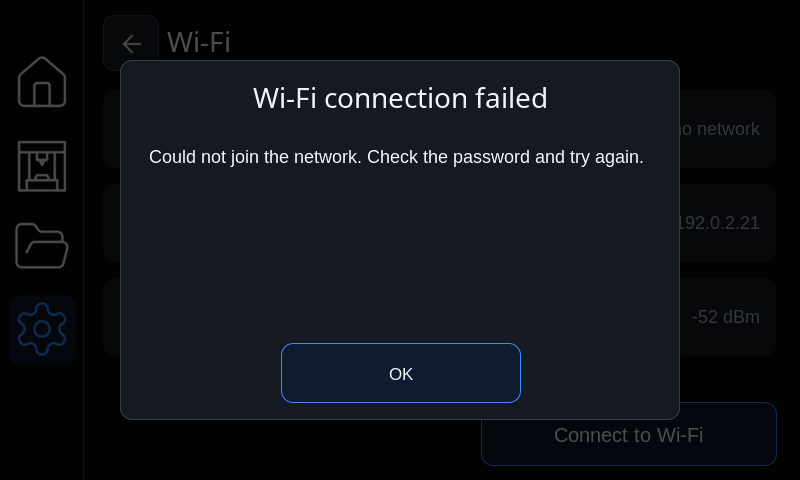 Wi-Fi
Wi-Fi connection failed
no network
Could not join the network. Check the password and try again.
192.0.2.21
-52 dBm
OK
Connect to Wi-Fi